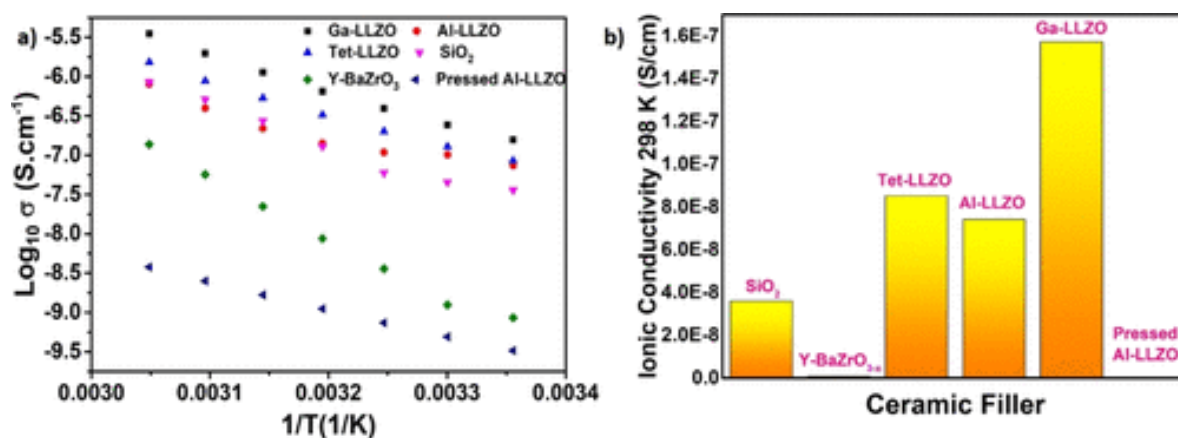 a)
Ga-LLZO
Al-LLZO
Tet-LLZO
SiO₂
Y-BaZrO₃
Pressed Al-LLZO
Log₁₀ σ (S.cm⁻¹)
-5.5
-6.0
-6.5
-7.0
-7.5
-8.0
-8.5
-9.0
-9.5
0.0030
0.0031
0.0032
0.0033
0.0034
1/T(1/K)
b)
Ionic Conductivity 298 K (S/cm)
1.6E-7
1.4E-7
1.2E-7
1.0E-7
8.0E-8
6.0E-8
4.0E-8
2.0E-8
0.0
SiO₂
Y-BaZrO₃₋ₓ
Tet-LLZO
Al-LLZO
Ga-LLZO
Pressed
Al-LLZO
Ceramic Filler